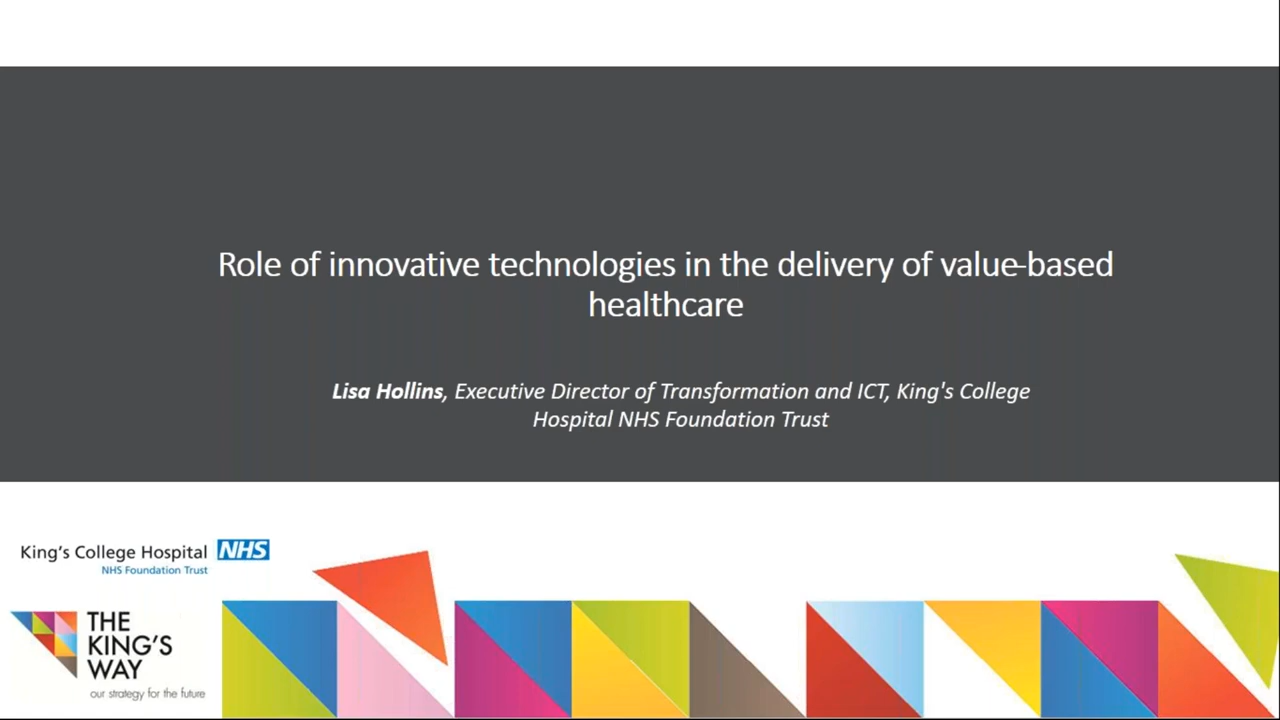 Role of innovative technologies in the delivery of value-based
healthcare
Lisa Hollins, Executive Director of Transformation and ICT, King's College
Hospital NHS Foundation Trust
King's College Hospital NHS
NHS Foundation Trust
THE
KING'S
WAY
our strategy for the future